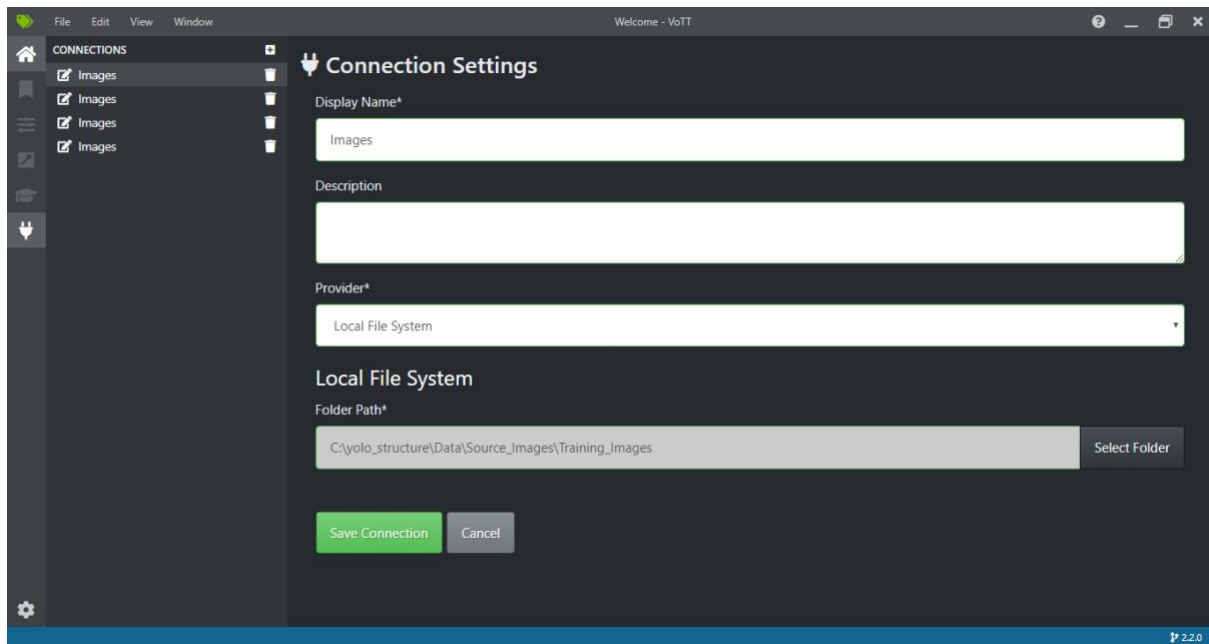 File Edit View Window Welcome - VoTT
CONNECTIONS
Images
Images
Images
Images
Connection Settings
Display Name*
Images
Description
Provider*
Local File System
Local File System
Folder Path*
C:\yolo_structure\Data\Source_Images\Training_Images Select Folder
Save Connection Cancel
2.2.0